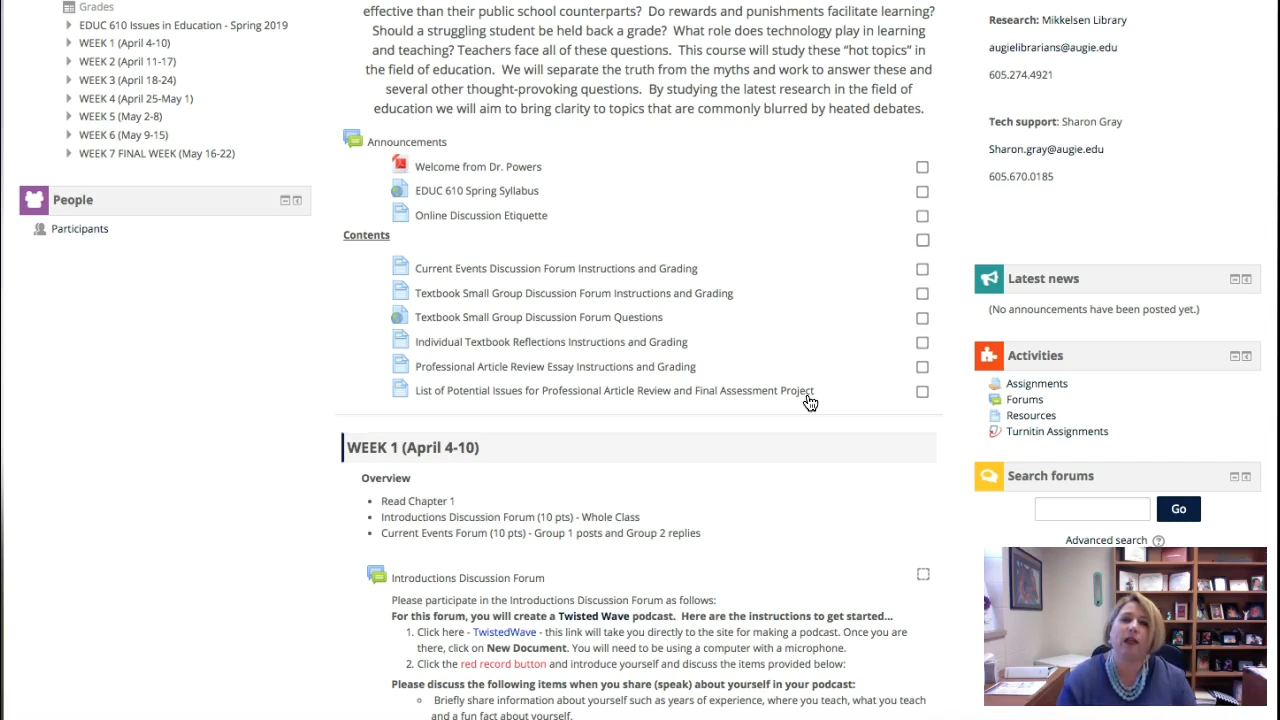 Grades
EDUC 610 Issues in Education - Spring 2019
WEEK 1 (April 4-10)
WEEK 2 (April 11-17)
WEEK 3 (April 18-24)
WEEK 4 (April 25-May 1)
WEEK 5 (May 2-8)
WEEK 6 (May 9-15)
WEEK 7 FINAL WEEK (May 16-22)
People
Participants
effective than their public school counterparts? Do rewards and punishments facilitate learning?
Should a struggling student be held back a grade? What role does technology play in learning
and teaching? Teachers face all of these questions. This course will study these “hot topics” in
the field of education. We will separate the truth from the myths and work to answer these and
several other thought-provoking questions. By studying the latest research in the field of
education we will aim to bring clarity to topics that are commonly blurred by heated debates.
Announcements
Welcome from Dr. Powers
EDUC 610 Spring Syllabus
Online Discussion Etiquette
Contents
Current Events Discussion Forum Instructions and Grading
Textbook Small Group Discussion Forum Instructions and Grading
Textbook Small Group Discussion Forum Questions
Individual Textbook Reflections Instructions and Grading
Professional Article Review Essay Instructions and Grading
List of Potential Issues for Professional Article Review and Final Assessment Project
WEEK 1 (April 4-10)
Overview
• Read Chapter 1
• Introductions Discussion Forum (10 pts) - Whole Class
• Current Events Forum (10 pts) - Group 1 posts and Group 2 replies
Introductions Discussion Forum
Please participate in the Introductions Discussion Forum as follows:
For this forum, you will create a Twisted Wave podcast. Here are the instructions to get started...
1. Click here - TwistedWave - this link will take you directly to the site for making a podcast. Once you are
there, click on New Document. You will need to be using a computer with a microphone.
2. Click the red record button and introduce yourself and discuss the items provided below:
Please discuss the following items when you share (speak) about yourself in your podcast:
Briefly share information about yourself such as years of experience, where you teach, what you teach
and a fun fact about yourself.
Research: Mikkelsen Library
augielibrarians@augie.edu
605.274.4921
Tech support: Sharon Gray
Sharon.gray@augie.edu
605.670.0185
Latest news
(No announcements have been posted yet.)
Activities
Assignments
Forums
Resources
Turnitin Assignments
Search forums
Go
Advanced search